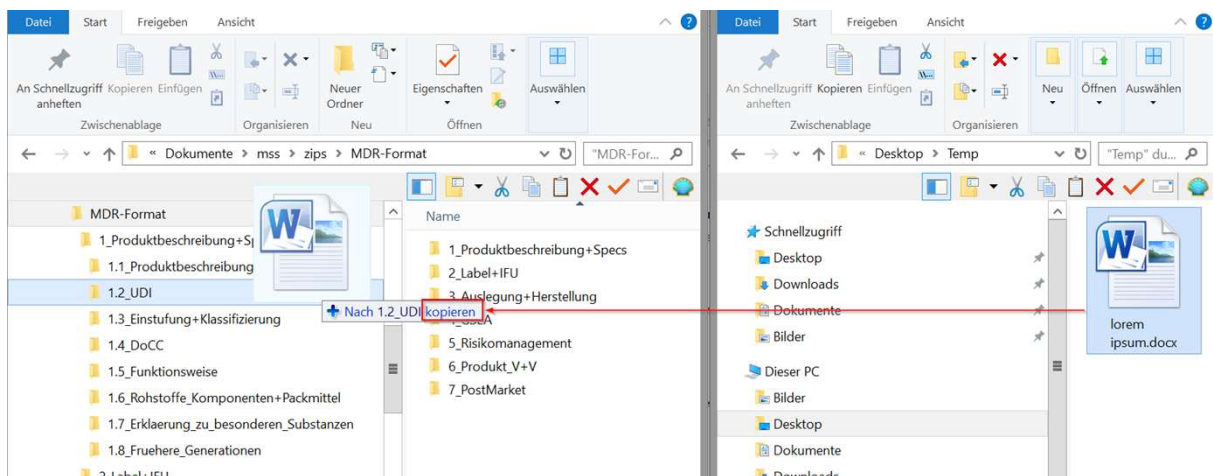 Datei Start Freigeben Ansicht
An Schnellzugriff anheften Kopieren Einfügen
Neuer Ordner
Eigenschaften
Auswählen
Zwischenablage Organisieren Neu Öffnen
« Dokumente > mss > zips > MDR-Format
"MDR-For...
MDR-Format
1_Produktbeschreibung+Sp
1.1_Produktbeschreibung
1.2_UDI
1.3_Einstufung+Klassifizierung
1.4_DoCC
1.5_Funktionsweise
1.6_Rohstoffe_Komponenten+Packmittel
1.7_Erklaerung_zu_besonderen_Substanzen
1.8_Fruehere_Generationen
2_Label+IFU
Nach 1.2_UDI kopieren
Name
1_Produktbeschreibung+Specs
2_Label+IFU
3_Auslegung+Herstellung
5_Risikomanagement
6_Produkt_V+V
7_PostMarket
Datei Start Freigeben Ansicht
An Schnellzugriff anheften Kopieren Einfügen
Neu Öffnen Auswählen
Zwischenablage Organisieren
« Desktop > Temp
"Temp" du...
Schnellzugriff
Desktop
Downloads
Dokumente
Bilder
Dieser PC
Bilder
Desktop
Dokumente
Downloads
W
lorem
ipsum.docx